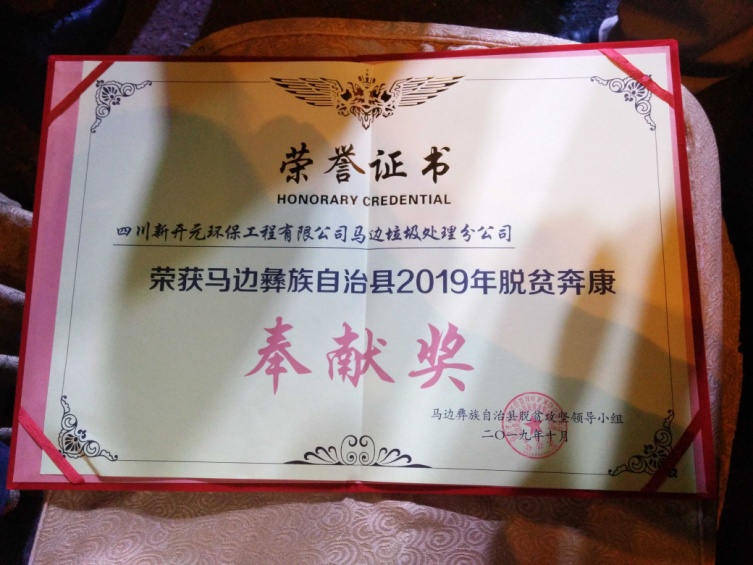 荣誉证书
HONORARY CREDENTIAL
四川新开元环保工程有限公司马边垃圾处理分公司
荣获马边彝族自治县2019年脱贫奔康
奉献奖
马边彝族自治县脱贫攻坚领导小组
二〇一九年十月